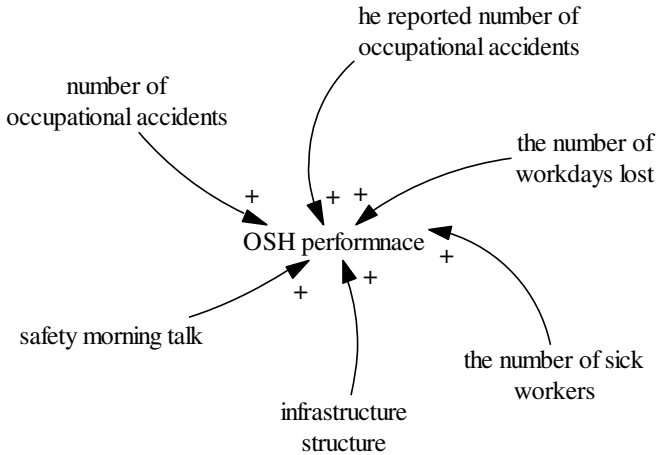 he reported number of
occupational accidents
number of
occupational accidents
the number of
workdays lost
+
+ +
OSH performnace
+
+
+
safety morning talk
the number of sick
workers
infrastructure
structure